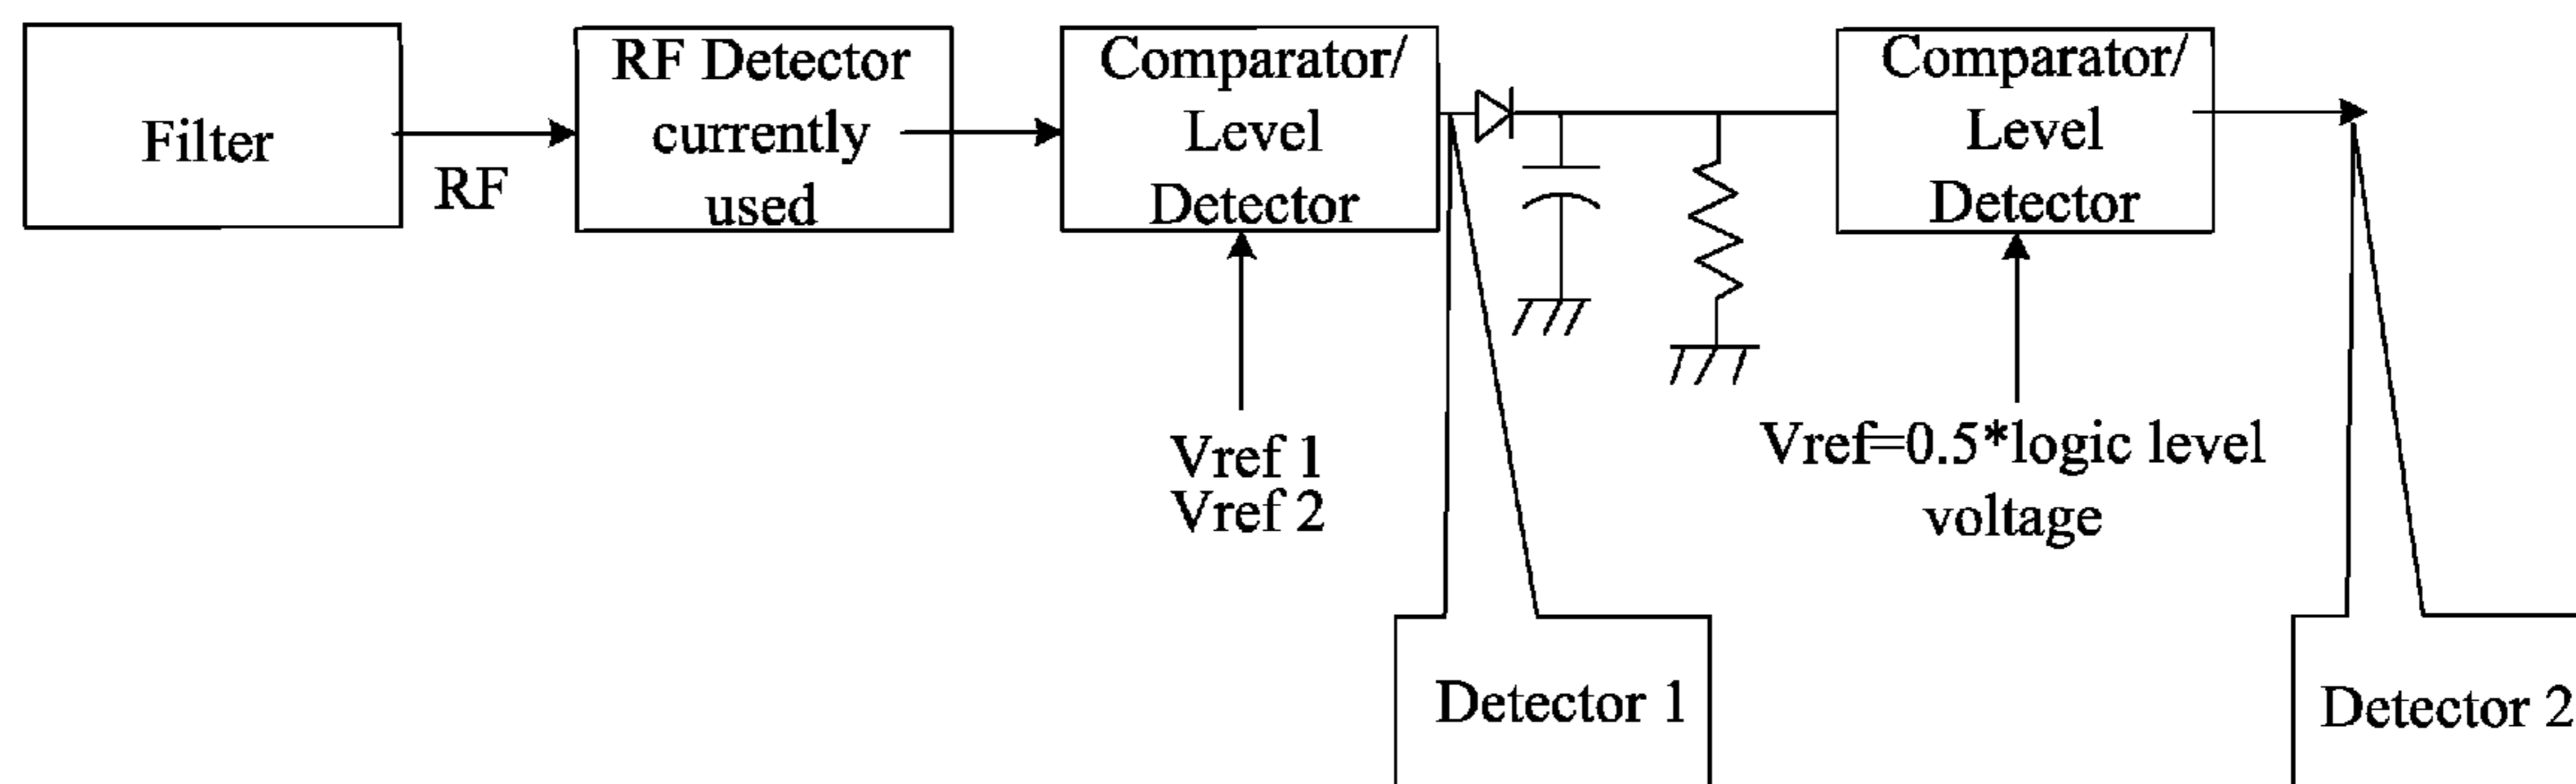 Filter
RF
RF Detector
currently
used
Comparator/
Level
Detector
Vref 1
Vref 2
Comparator/
Level
Detector
Vref=0.5*logic level
voltage
Detector 1
Detector 2